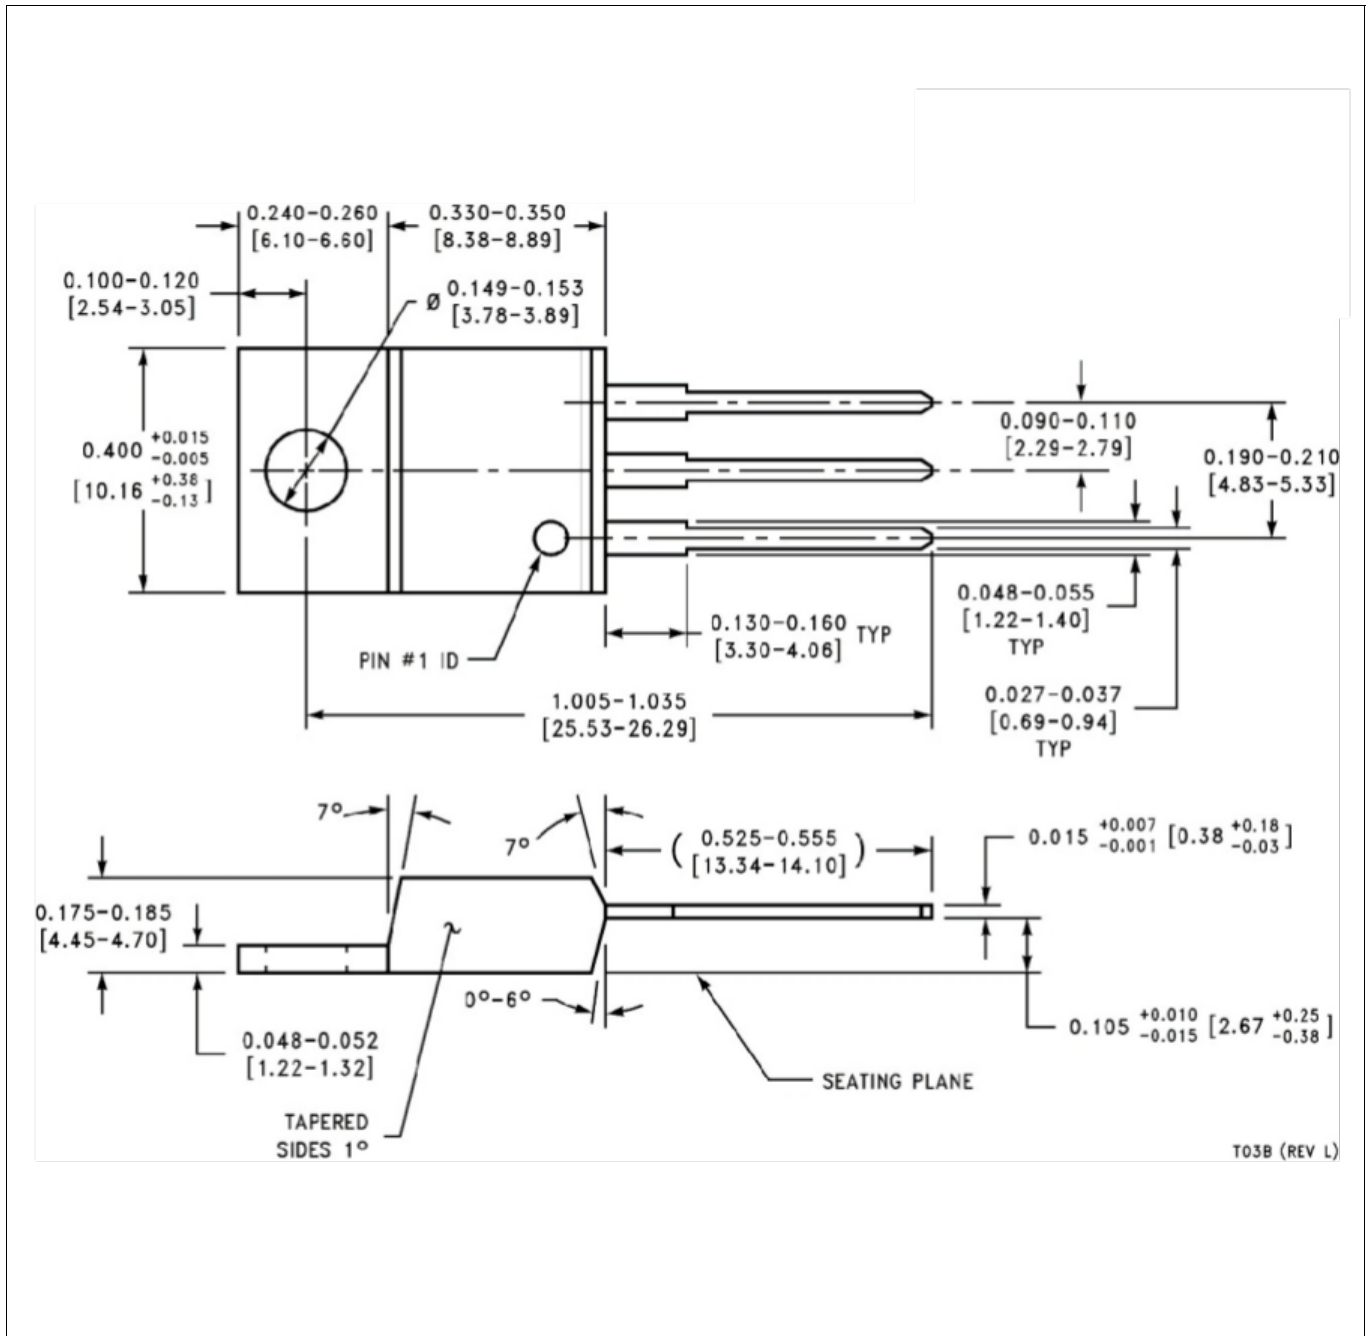 0.240-0.260
[6.10-6.60]
0.330-0.350
[8.38-8.89]
0.100-0.120
[2.54-3.05]
Ø 0.149-0.153
[3.78-3.89]
0.400 +0.015
-0.005
[10.16 +0.38
-0.13 ]
0.090-0.110
[2.29-2.79]
0.190-0.210
[4.83-5.33]
0.048-0.055
[1.22-1.40]
TYP
0.130-0.160 TYP
[3.30-4.06]
PIN #1 ID
0.027-0.037
[0.69-0.94]
TYP
1.005-1.035
[25.53-26.29]
7°
7°
( 0.525-0.555 )
[13.34-14.10]
0.015 +0.007 [0.38 +0.18 ]
-0.001 -0.03
0.175-0.185
[4.45-4.70]
0°-6°
0.105 +0.010 [2.67 +0.25 ]
-0.015 -0.38
0.048-0.052
[1.22-1.32]
SEATING PLANE
TAPERED
SIDES 1°
T03B (REV L)